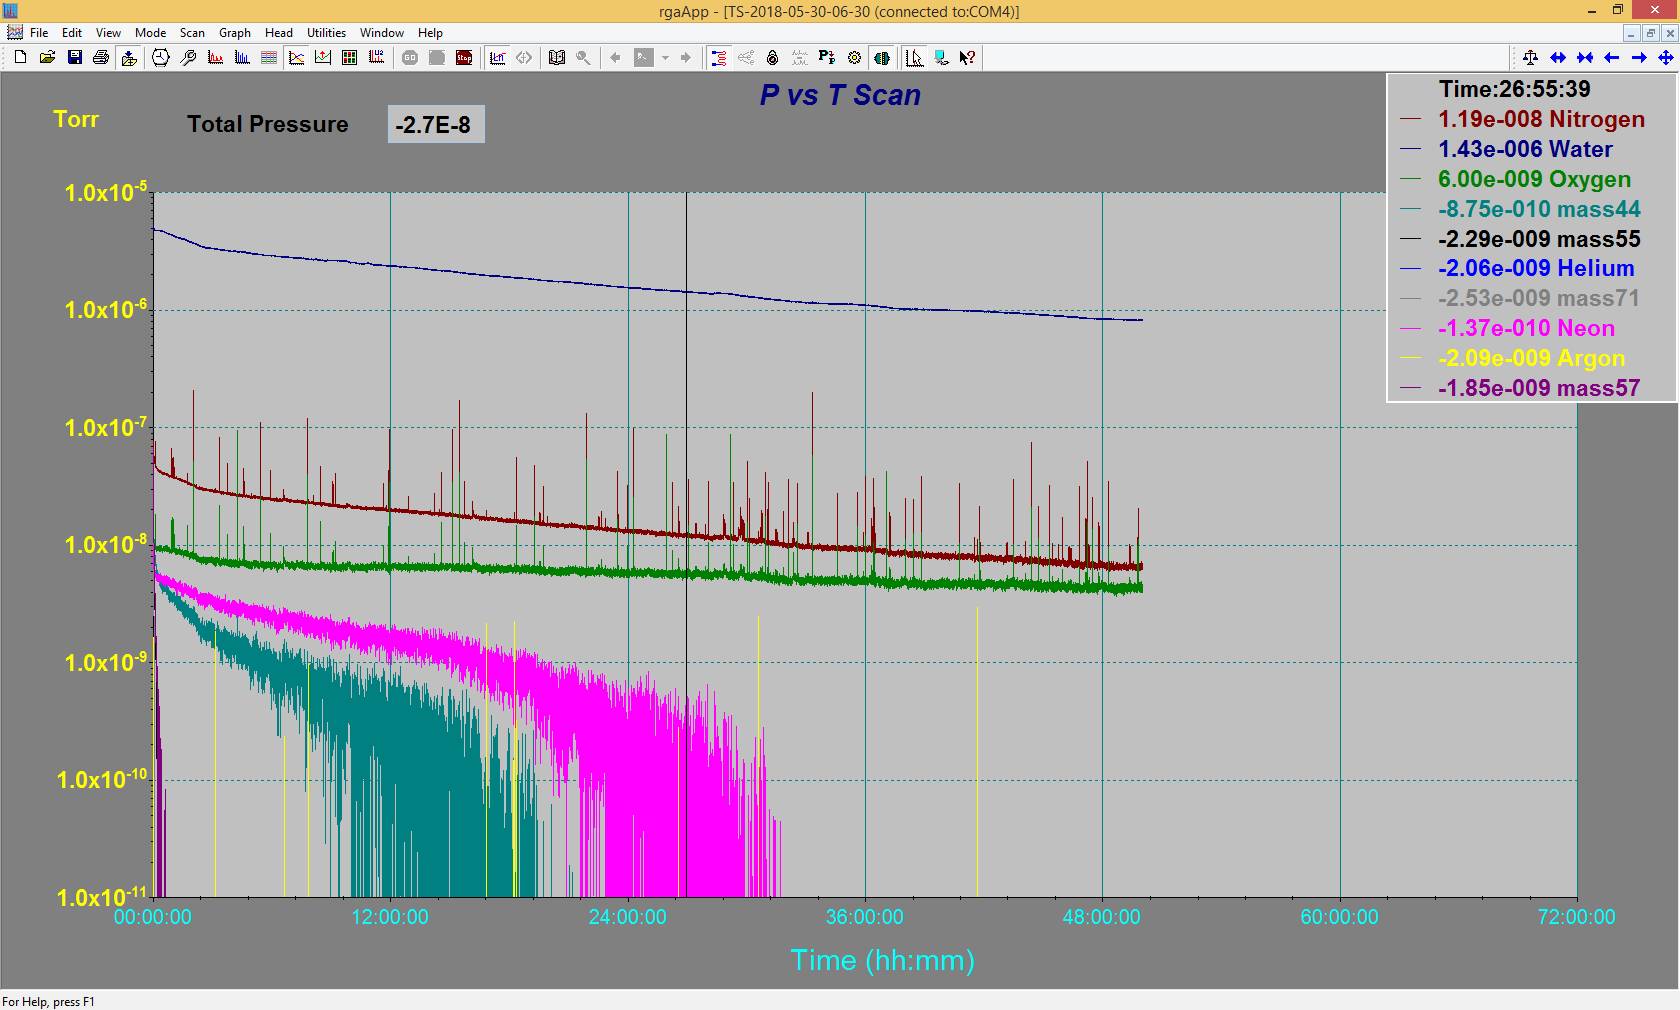 rgaApp - [TS-2018-05-30-06-30 (connected to:COM4)]
File Edit View Mode Scan Graph Head Utilities Window Help
GO Stop
P vs T Scan
Torr
Total Pressure -2.7E-8
Time:26:55:39
1.19e-008 Nitrogen
1.43e-006 Water
6.00e-009 Oxygen
-8.75e-010 mass44
-2.29e-009 mass55
-2.06e-009 Helium
-2.53e-009 mass71
-1.37e-010 Neon
-2.09e-009 Argon
-1.85e-009 mass57
1.0x10-5
1.0x10-6
1.0x10-7
1.0x10-8
1.0x10-9
1.0x10-10
1.0x10-11
00:00:00 12:00:00 24:00:00 36:00:00 48:00:00 60:00:00 72:00:00
Time (hh:mm)
For Help, press F1